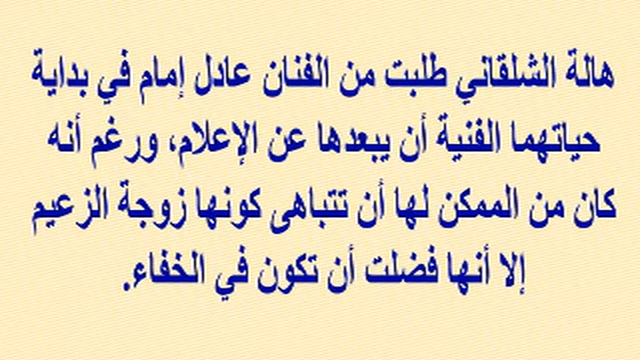 هالة الشلقاني طلبت من الفنان عادل إمام في بداية
حياتهما الفنية أن يبعدها عن الإعلام، ورغم أنه
كان من الممكن لها أن تتباهى كونها زوجة الزعيم
إلا أنها فضلت أن تكون في الخفاء.